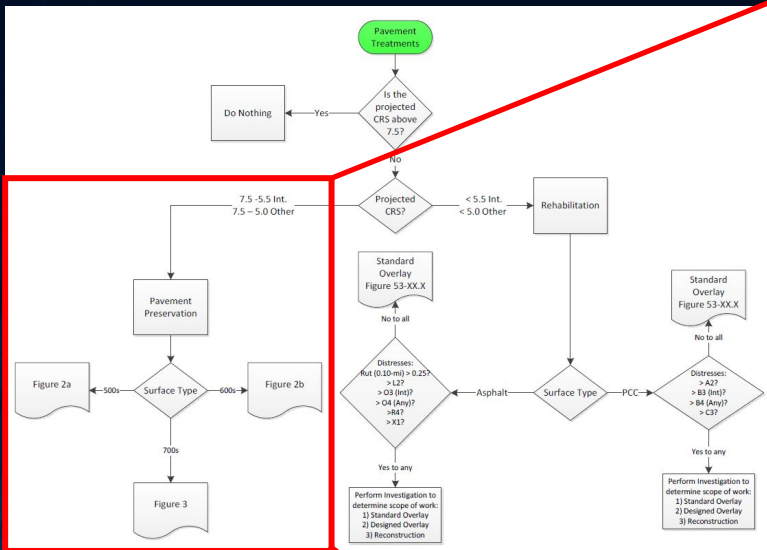 Pavement
Treatments
Is the
projected
CRS above
7.5?
Yes
Do Nothing
No
Projected
CRS?
7.5 -5.5 Int.
7.5 – 5.0 Other
< 5.5 Int.
< 5.0 Other
Rehabilitation
Pavement
Preservation
Surface Type
500s
Figure 2a
600s
Figure 2b
700s
Figure 3
Standard
Overlay
Figure 53-XX.X
No to all
Distresses:
Rut (0.10-mi) > 0.25?
> L2?
> O3 (Int)?
> O4 (Any)?
>R4?
> X1?
Asphalt
Surface Type
PCC
Yes to any
Perform Investigation to
determine scope of work:
1) Standard Overlay
2) Designed Overlay
3) Reconstruction
Standard
Overlay
Figure 53-XX.X
No to all
Distresses:
> A2?
> B3 (Int)?
> B4 (Any)?
> C3?
Yes to any
Perform Investigation to
determine scope of work:
1) Standard Overlay
2) Designed Overlay
3) Reconstruction